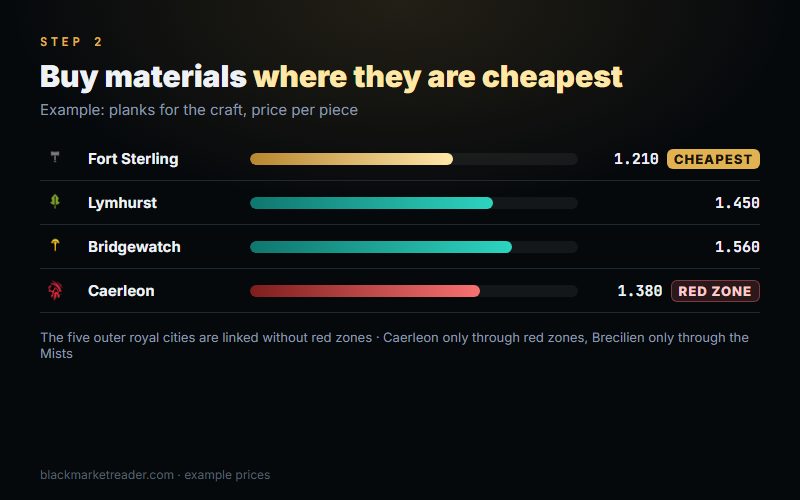 STEP 2
Buy materials where they are cheapest
Example: planks for the craft, price per piece
Fort Sterling 1.210 CHEAPEST
Lymhurst 1.450
Bridgewatch 1.560
Caerleon 1.380 RED ZONE
The five outer royal cities are linked without red zones · Caerleon only through red zones, Brecilien only through the
Mists
blackmarketreader.com · example prices